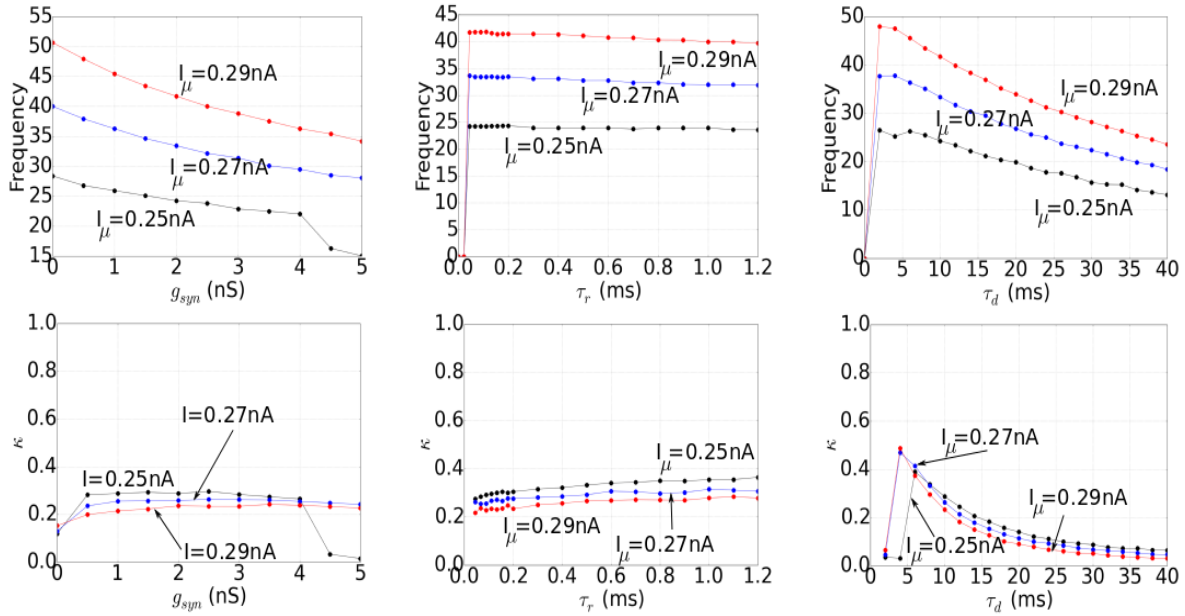 55
50
45
40
35
30
25
20
15
Frequency
I_μ=0.29nA
I_μ=0.27nA
I_μ=0.25nA
0 1 2 3 4 5
g_syn (nS)
45
40
35
30
25
20
15
10
5
0
Frequency
I_μ=0.29nA
I_μ=0.27nA
I_μ=0.25nA
0.0 0.2 0.4 0.6 0.8 1.0 1.2
τ_r (ms)
50
40
30
20
10
0
Frequency
I_μ=0.29nA
I_μ=0.27nA
I_μ=0.25nA
0 5 10 15 20 25 30 35 40
τ_d (ms)
1.0
0.8
0.6
0.4
0.2
0.0
κ
I=0.27nA
I=0.25nA
I=0.29nA
0 1 2 3 4 5
g_syn (nS)
1.0
0.8
0.6
0.4
0.2
0.0
κ
I_μ=0.25nA
I_μ=0.29nA
I_μ=0.27nA
0.0 0.2 0.4 0.6 0.8 1.0 1.2
τ_r (ms)
1.0
0.8
0.6
0.4
0.2
0.0
κ
I_μ=0.27nA
I_μ=0.29nA
I_μ=0.25nA
0 5 10 15 20 25 30 35 40
τ_d (ms)